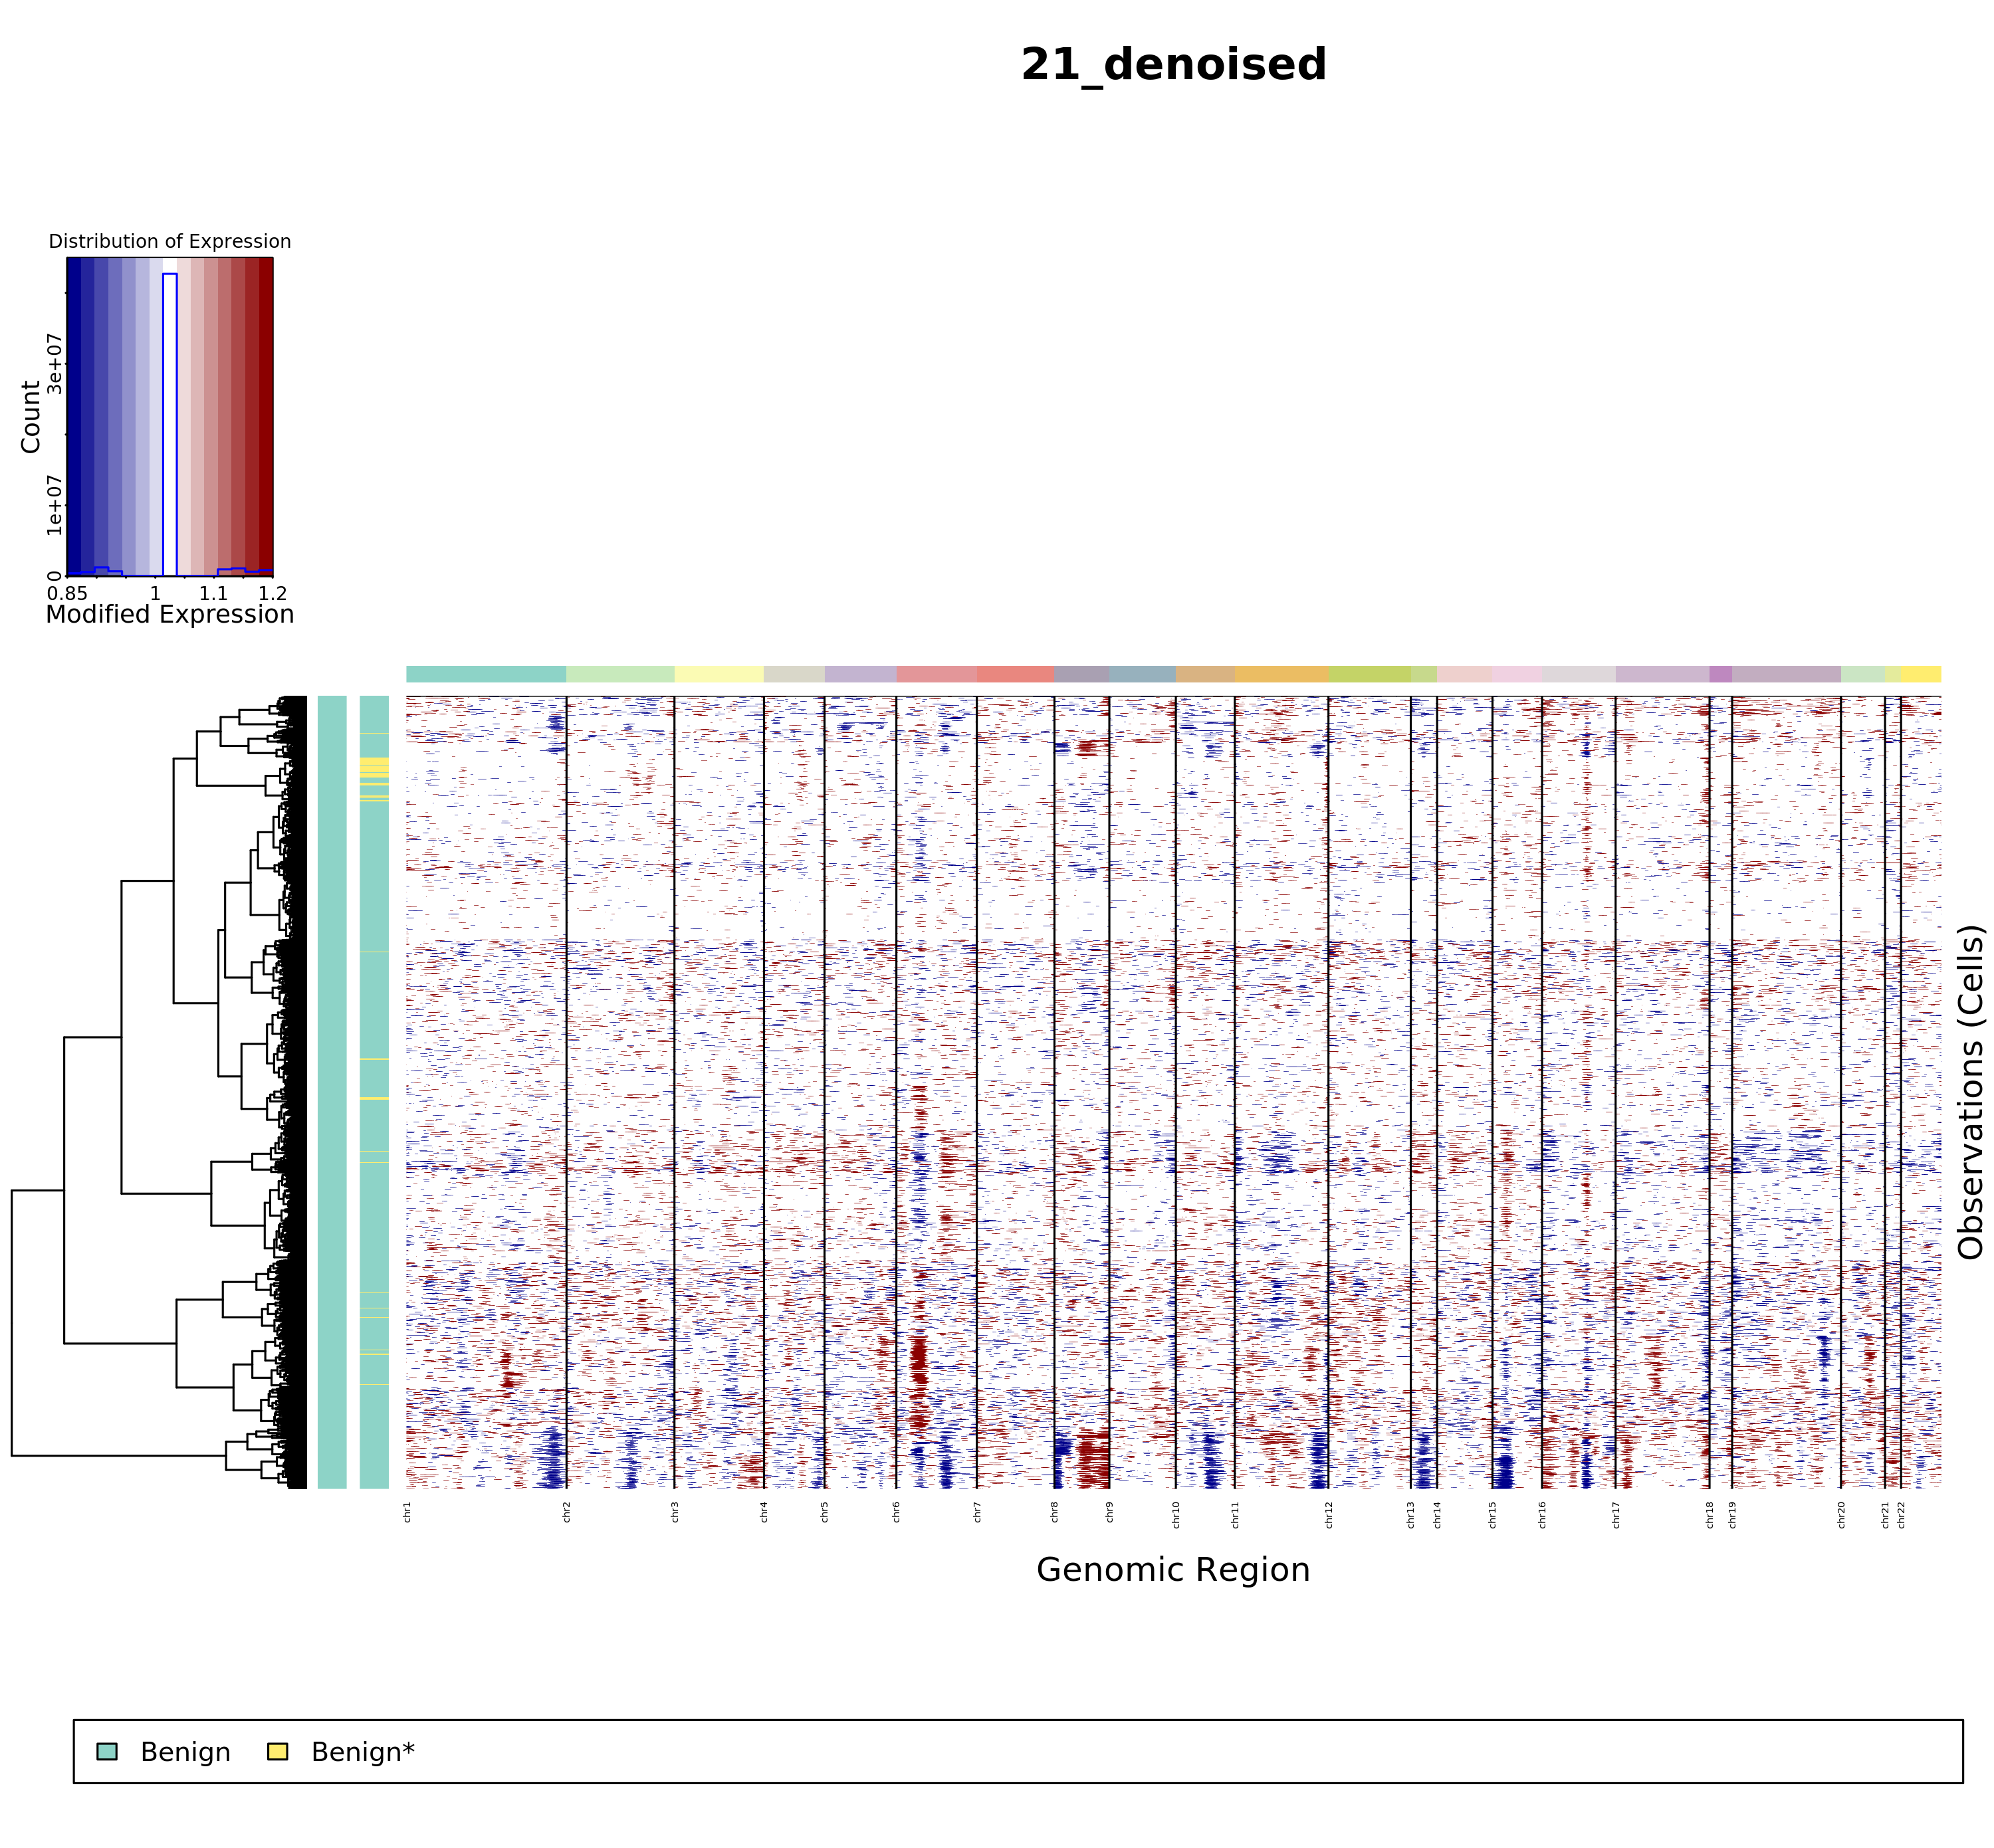 21_denoised
Distribution of Expression
Count
0
1e+07
3e+07
0.85 1 1.1 1.2
Modified Expression
Observations (Cells)
chr1 chr2 chr3 chr4 chr5 chr6 chr7 chr8 chr9 chr10 chr11 chr12 chr13 chr14 chr15 chr16 chr17 chr18 chr19 chr20 chr21 chr22
Genomic Region
Benign Benign*